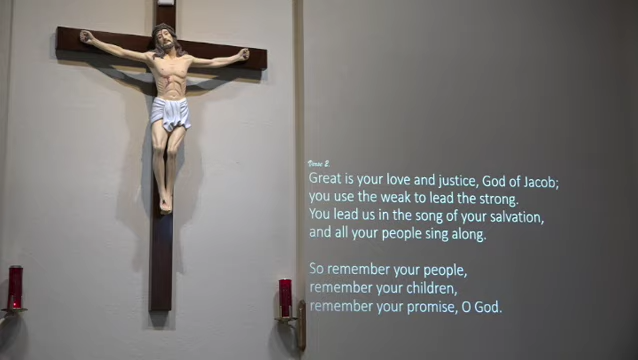 Verse 2.
Great is your love and justice, God of Jacob;
you use the weak to lead the strong.
You lead us in the song of your salvation,
and all your people sing along.
So remember your people,
remember your children,
remember your promise, O God.